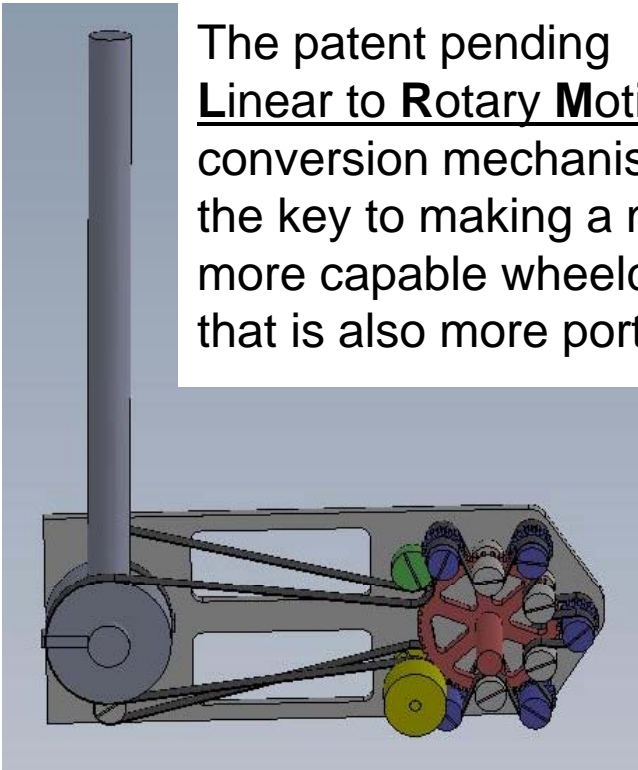 The patent pending
Linear to Rotary Moti
conversion mechanis
the key to making a
more capable wheelc
that is also more port